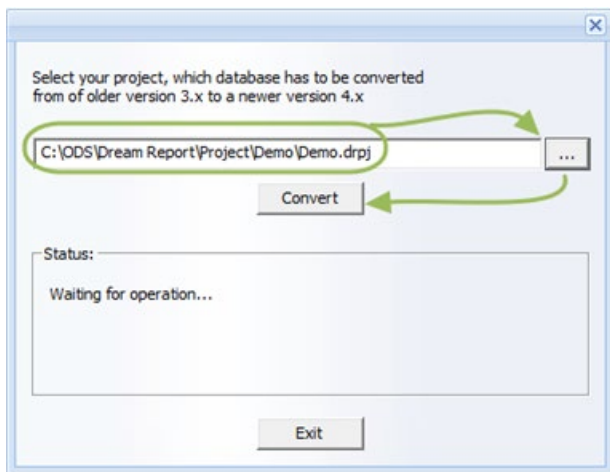 Select your project, which database has to be converted
from of older version 3.x to a newer version 4.x
C:\ODS\Dream Report\Project\Demo\Demo.drpj
...
Convert
Status:
Waiting for operation...
Exit